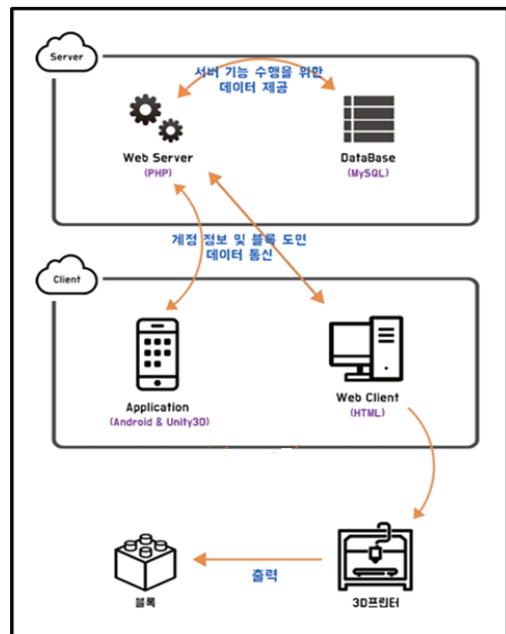 Server
서버 기능 수행을 위한
데이터 제공
Web Server
(PHP)
DataBase
(MySQL)
계정 정보 및 블록 도면
데이터 통신
Client
Application
(Android & Unity3D)
Web Client
(HTML)
출력
블록
3D프린터